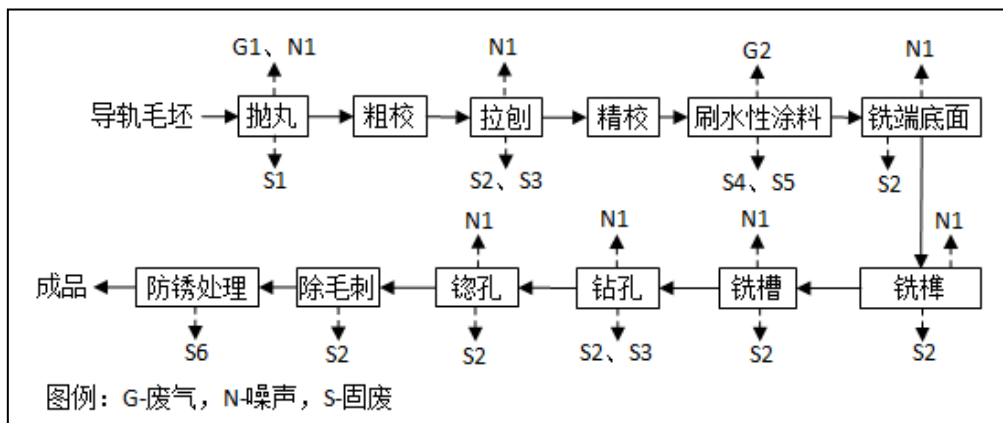 G1、N1 N1 G2 N1
导轨毛坯 抛丸 粗校 拉刨 精校 刷水性涂料 铣端底面
S1 S2、S3 S4、S5 S2
N1 N1 N1 N1
成品 防锈处理 除毛刺 锪孔 钻孔 铣槽 铣榫
S6 S2 S2 S2、S3 S2 S2
图例：G-废气，N-噪声，S-固废